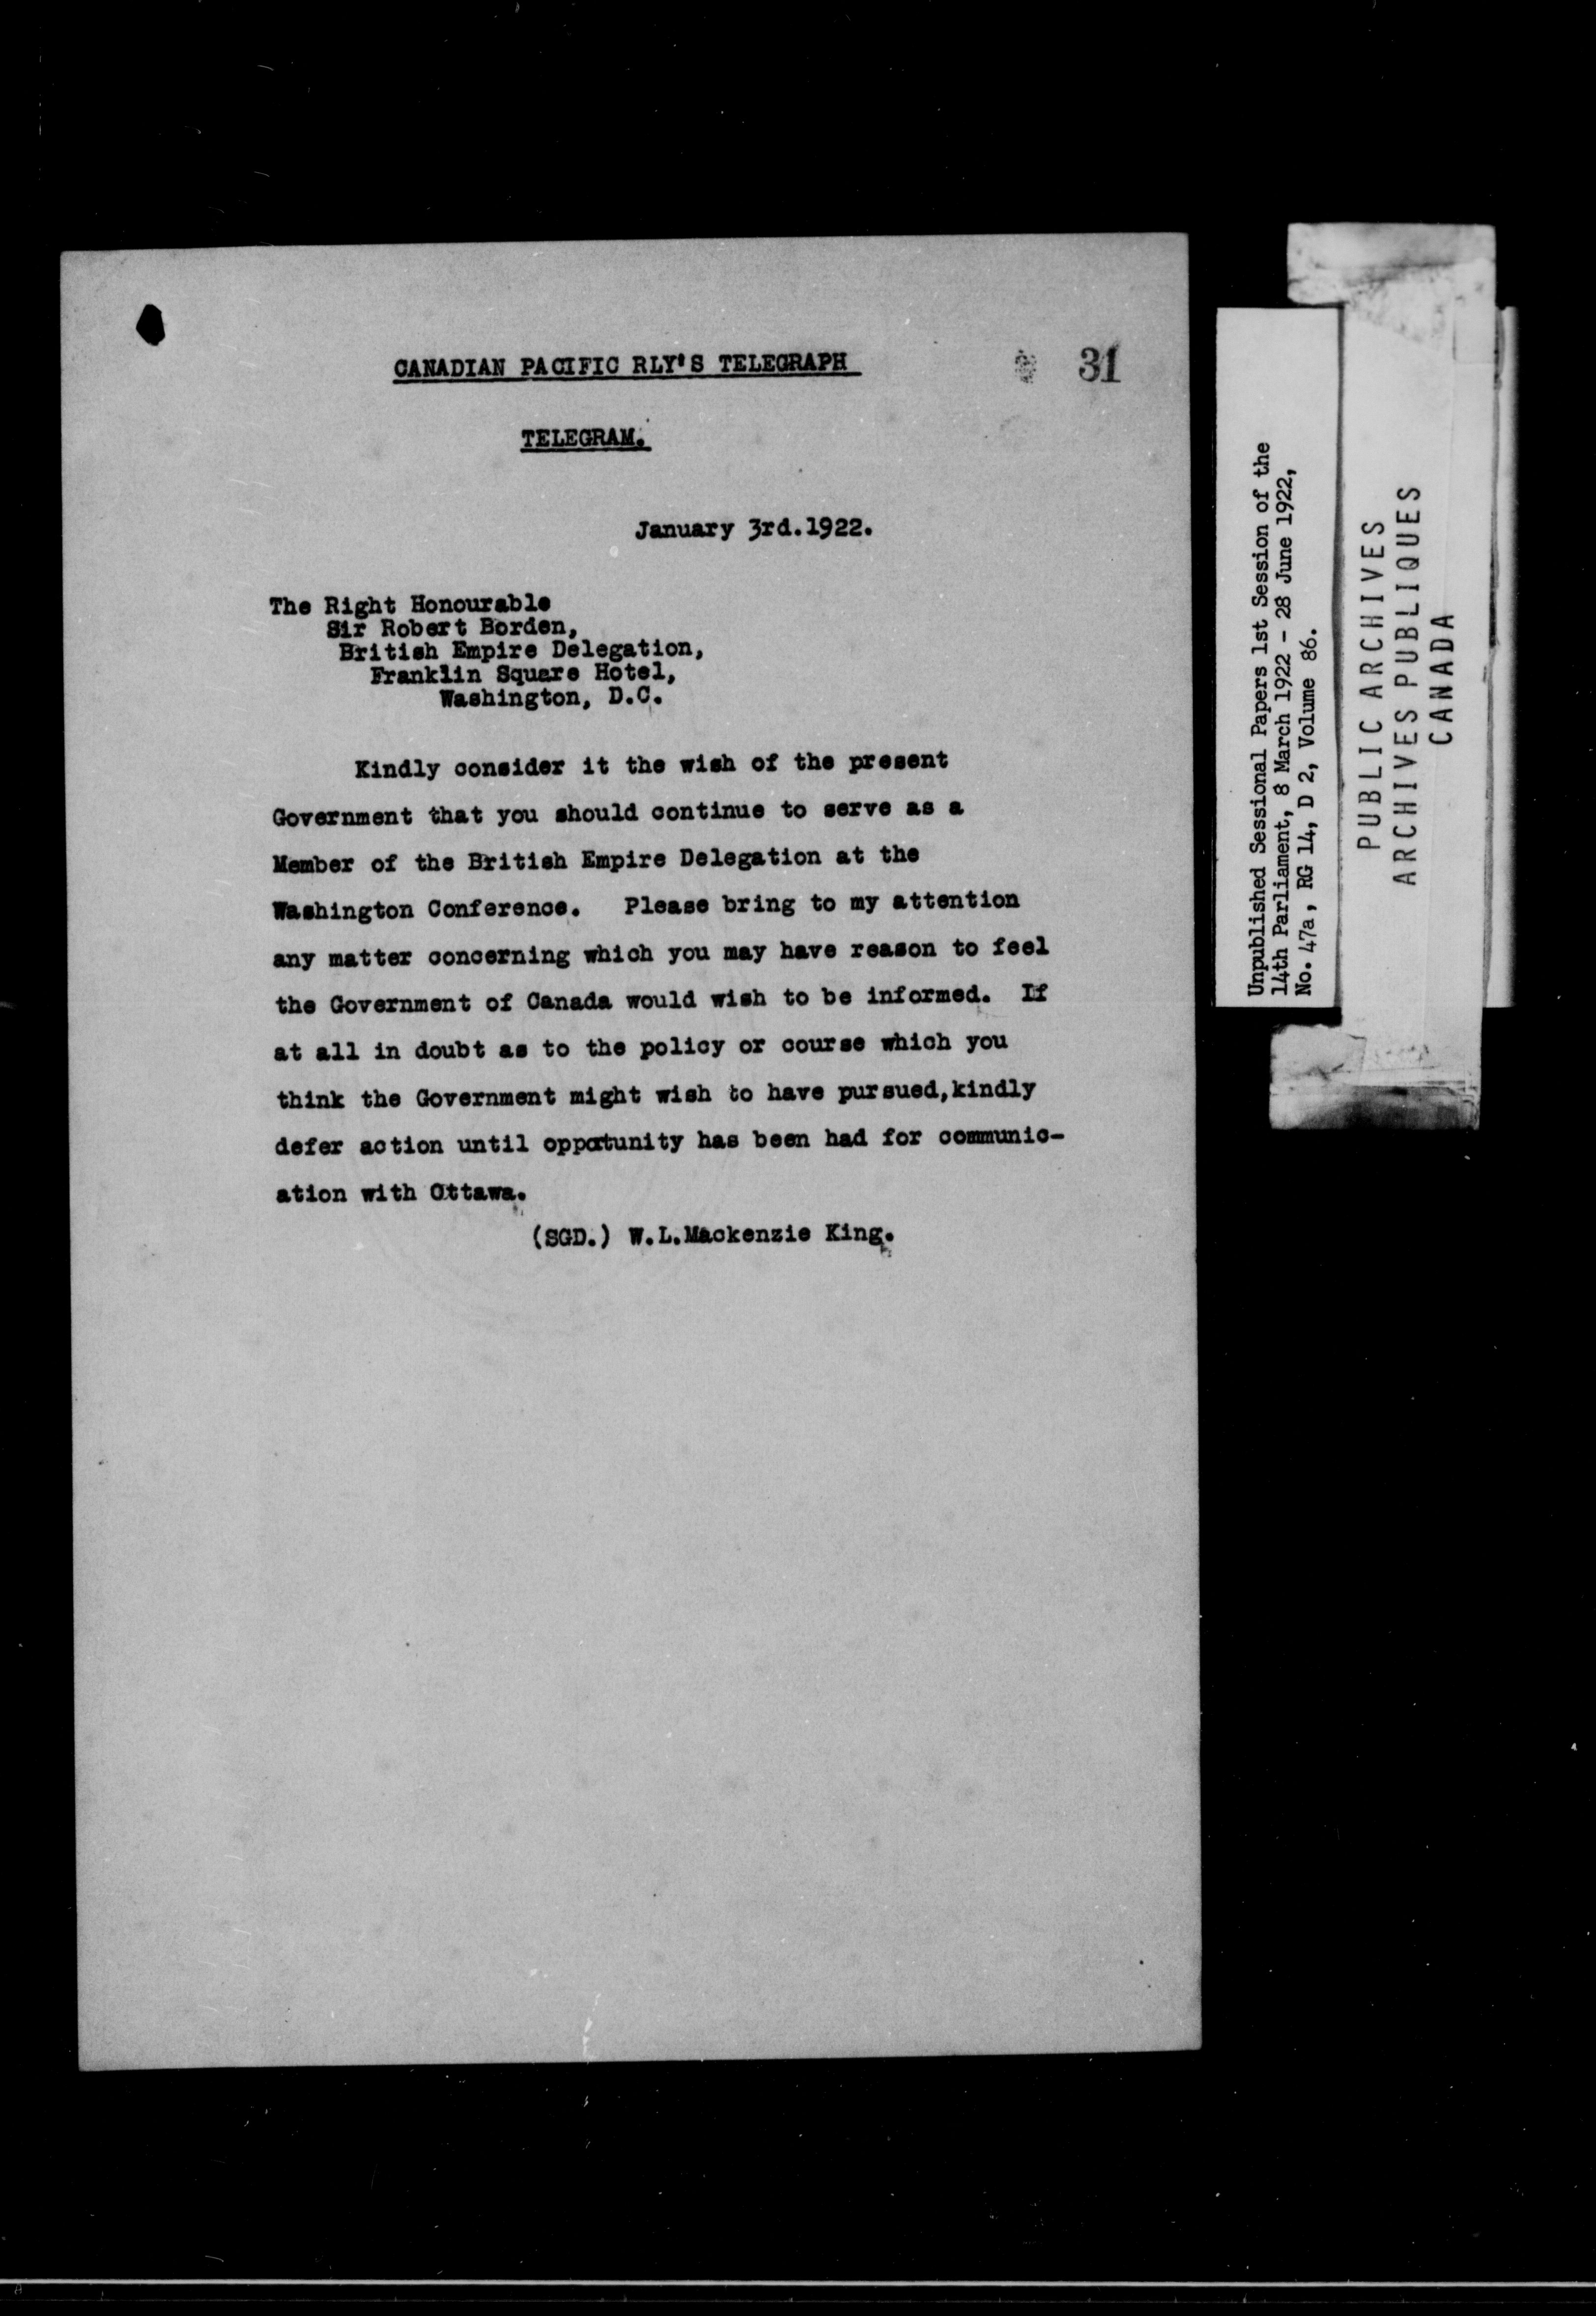 CANADIAN PACIFIC RLY'S TELEGRAPH
31
TELEGRAM.
January 3rd.1922.
The Right Honourable
Sir Robert Borden,
British Empire Delegation,
Franklin Square Hotel,
Washington, D.C.
Kindly consider it the wish of the present
Government that you should continue to serve as a
Member of the British Empire Delegation at the
Washington Conference. Please bring to my attention
any matter concerning which you may have reason to feel
the Government of Canada would wish to be informed. If
at all in doubt as to the policy or course which you
think the Government might wish to have pursued,kindly
defer action until opportunity has been had for communic-
ation with Ottawa.
(SGD.) W.L.Mackenzie King.
Unpublished Sessional Papers 1st Session of the
14th Parliament, 8 March 1922 - 28 June 1922,
No. 47a, RG 14, D 2, Volume 86.
PUBLIC ARCHIVES
ARCHIVES PUBLIQUES
CANADA